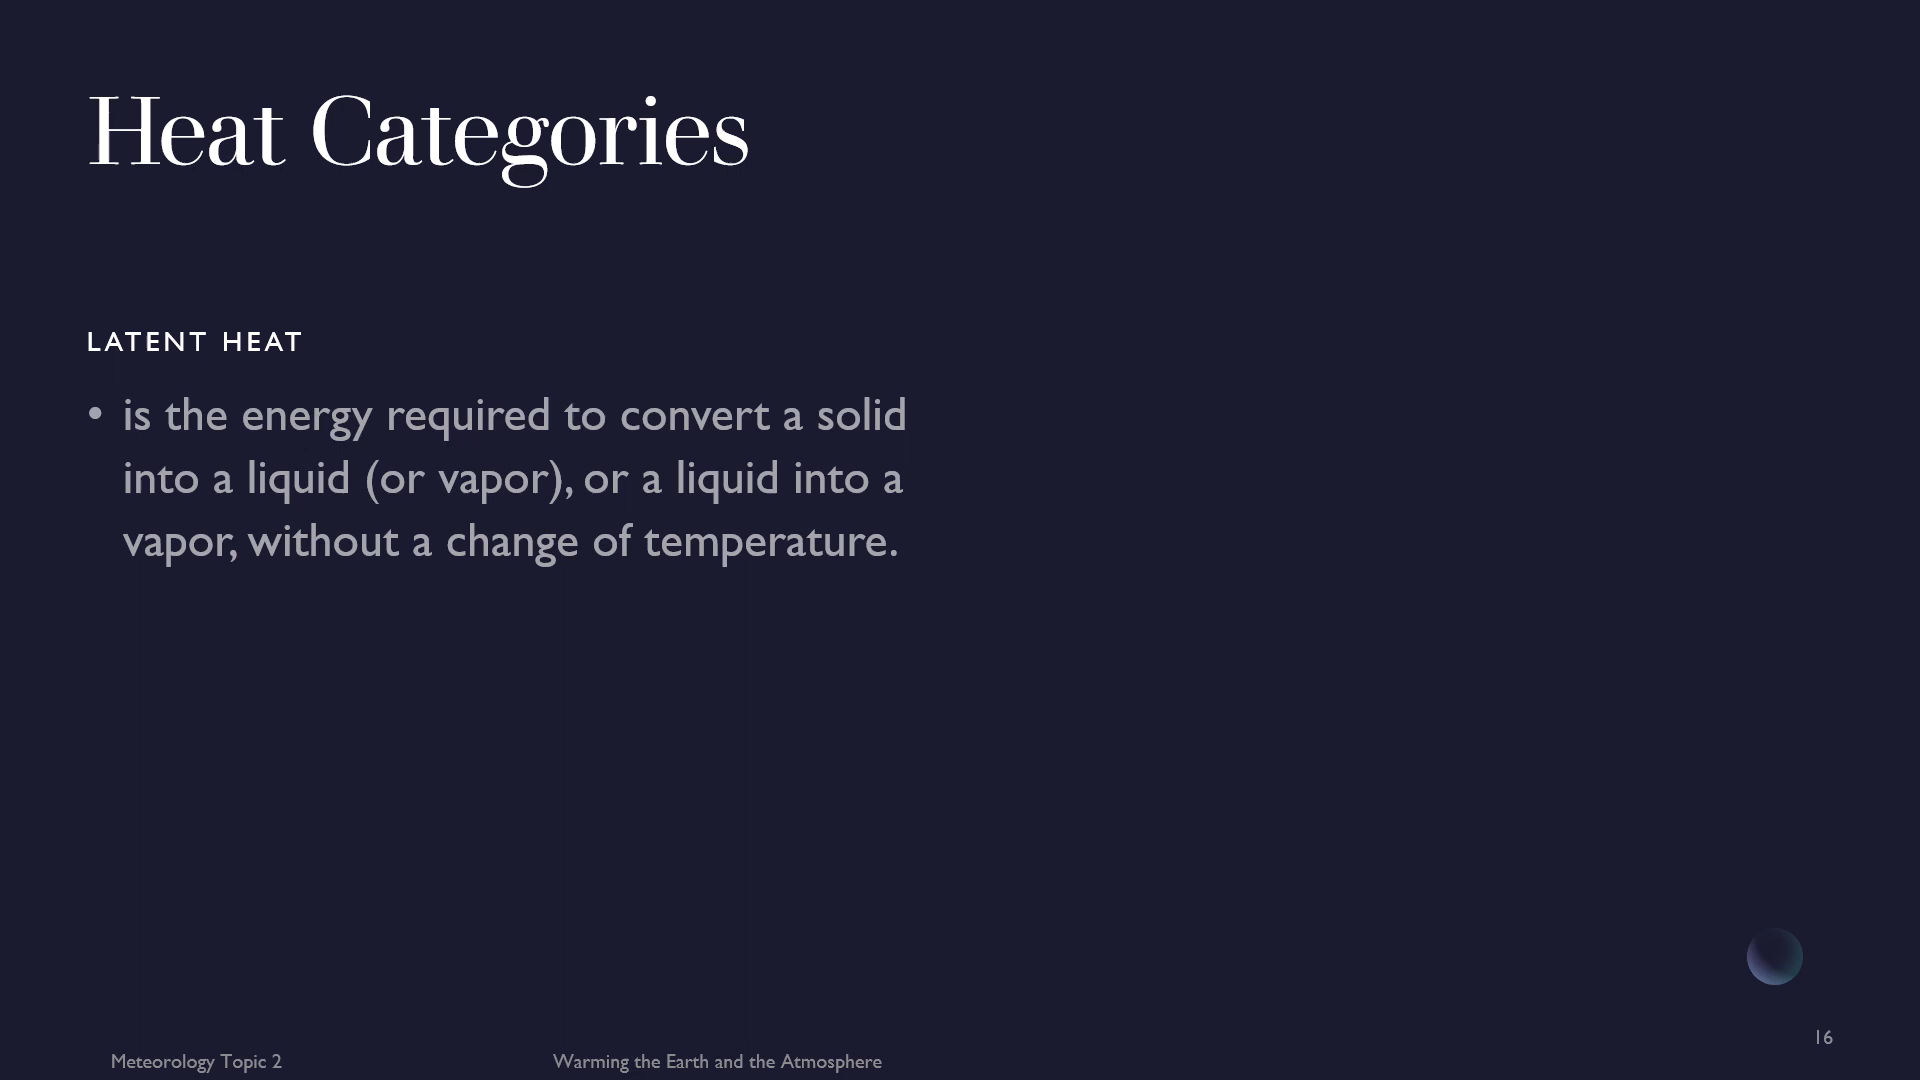 Heat Categories
LATENT HEAT
• is the energy required to convert a solid
into a liquid (or vapor), or a liquid into a
vapor, without a change of temperature.
16
Meteorology Topic 2
Warming the Earth and the Atmosphere